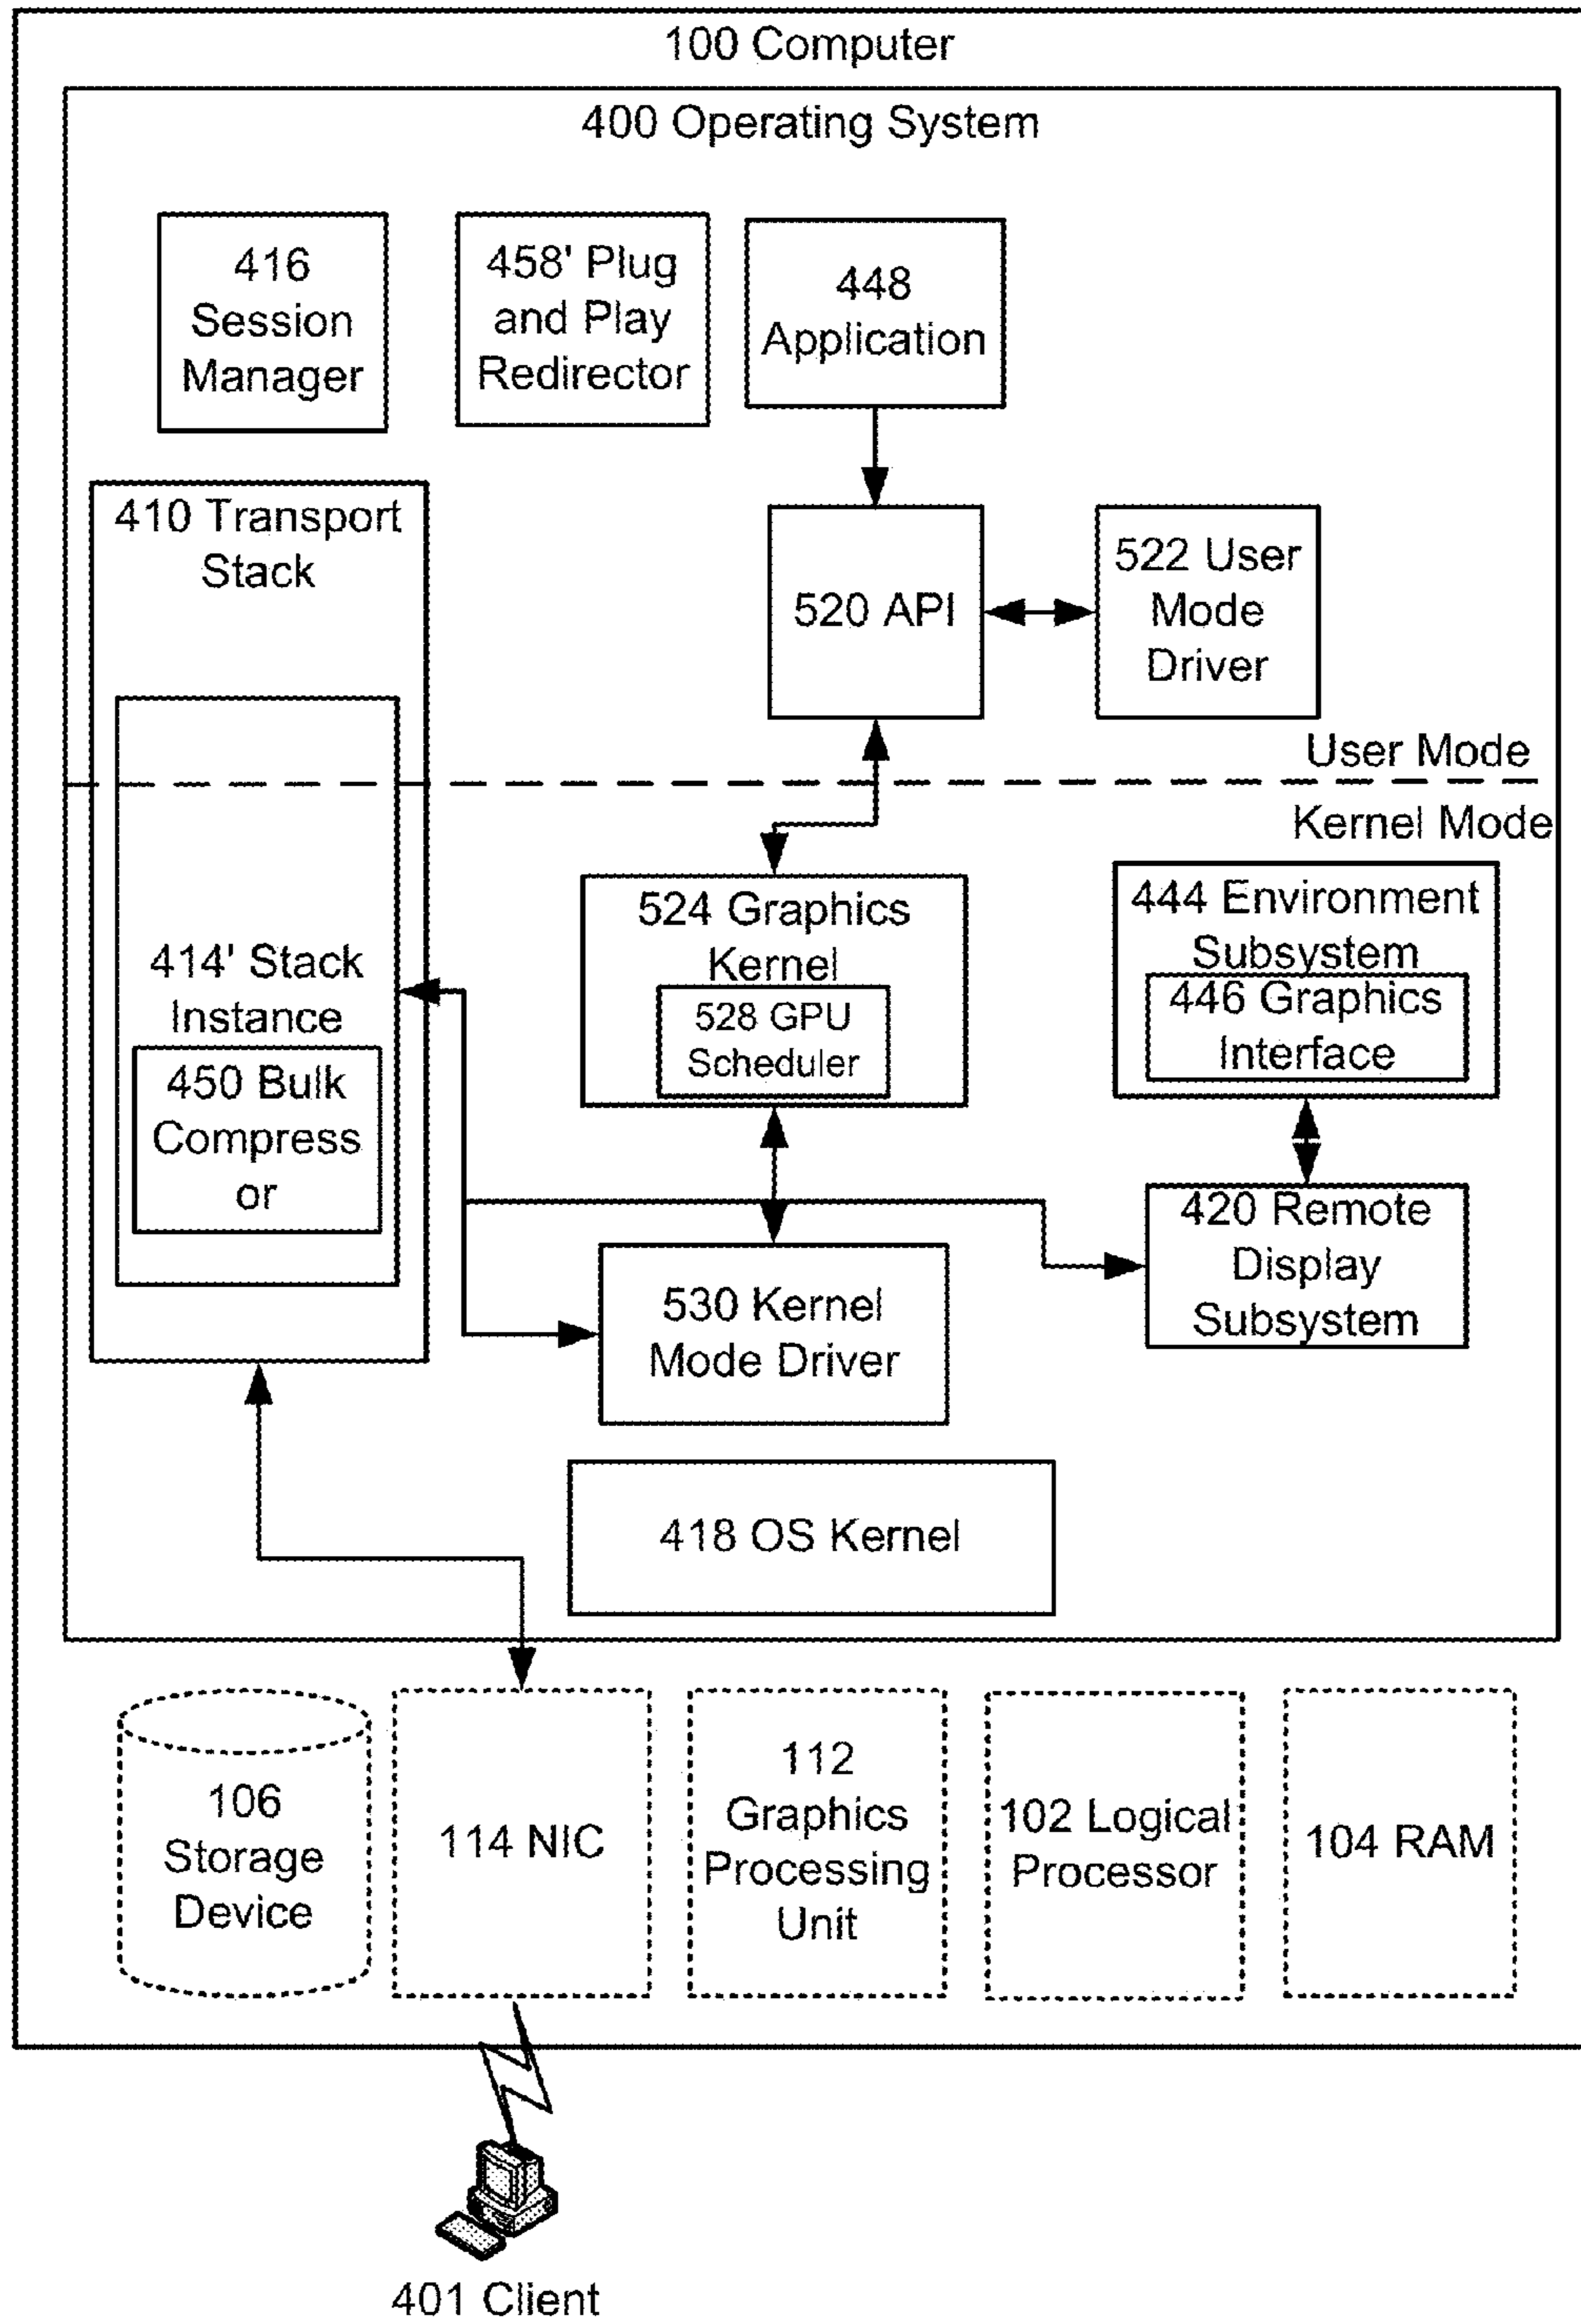 100 Computer
400 Operating System
416
Session
Manager
458' Plug
and Play
Redirector
448
Application
410 Transport
Stack
520 API
522 User
Mode
Driver
User Mode
Kernel Mode
414' Stack
Instance
450 Bulk
Compress
or
524 Graphics
Kernel
528 GPU
Scheduler
444 Environment
Subsystem
446 Graphics
Interface
420 Remote
Display
Subsystem
530 Kernel
Mode Driver
418 OS Kernel
106
Storage
Device
114 NIC
112
Graphics
Processing
Unit
102 Logical
Processor
104 RAM
401 Client